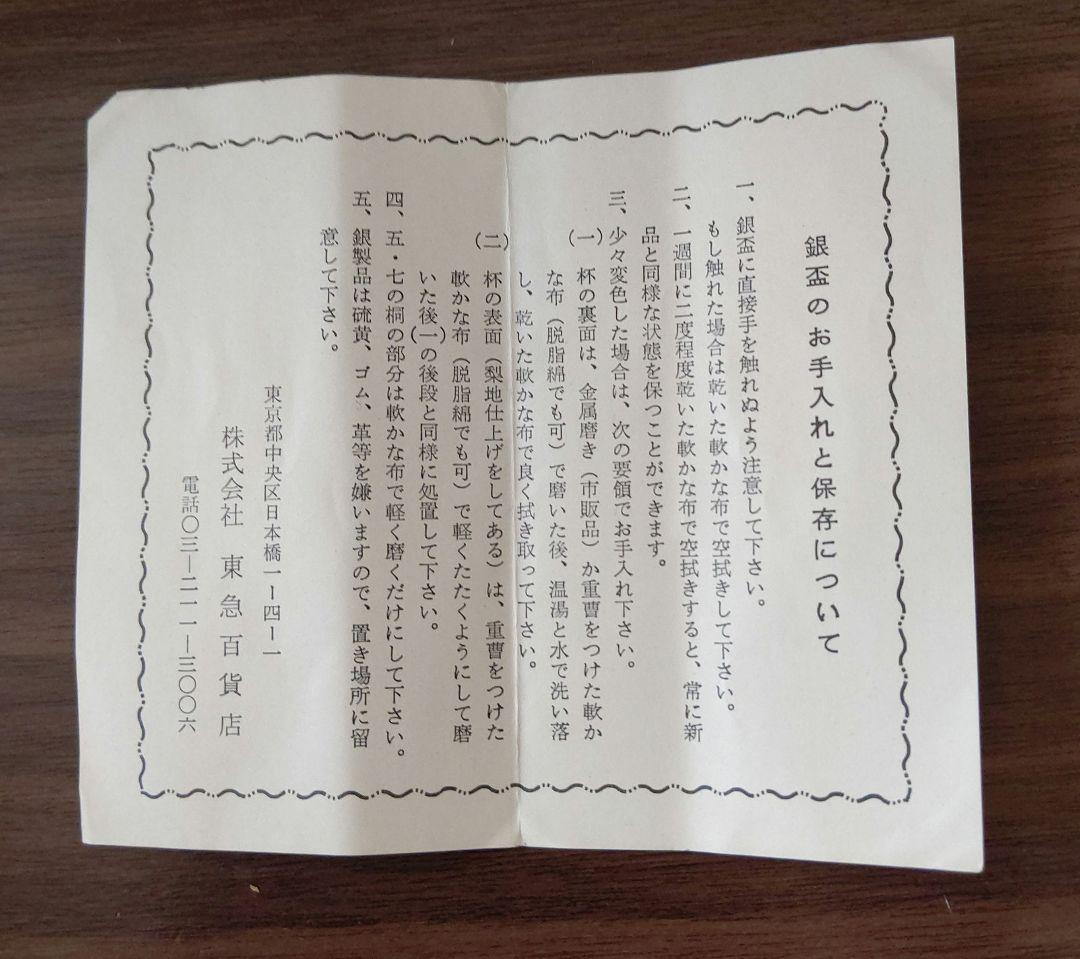 銀盃のお手入れと保存について
一、銀盃に直接手を触れぬよう注意して下さい。
もし触れた場合は乾いた軟かな布で空拭きして下さい。
二、一週間に二度程度乾いた軟かな布で空拭きすると、常に新
品と同様な状態を保つことができます。
三、少々変色した場合は、次の要領でお手入れ下さい。
(一) 杯の裏面は、金属磨き(市販品)か重曹をつけた軟か
な布(脱脂綿でも可)で磨いた後、温湯と水で洗い落
し、乾いた軟かな布で良く拭き取って下さい。
(二) 杯の表面(梨地仕上げをしてある)は、重曹をつけた
軟かな布(脱脂綿でも可)で軽くたたくようにして磨
いた後(一)の後段と同様に処置して下さい。
四、五・七の桐の部分は軟かな布で軽く磨くだけにして下さい。
五、銀製品は硫黄、ゴム、革等を嫌いますので、置き場所に留
意して下さい。
東京都中央区日本橋一ー四ー一
株式会社 東急百貨店
電話〇三―二一一―三〇〇六